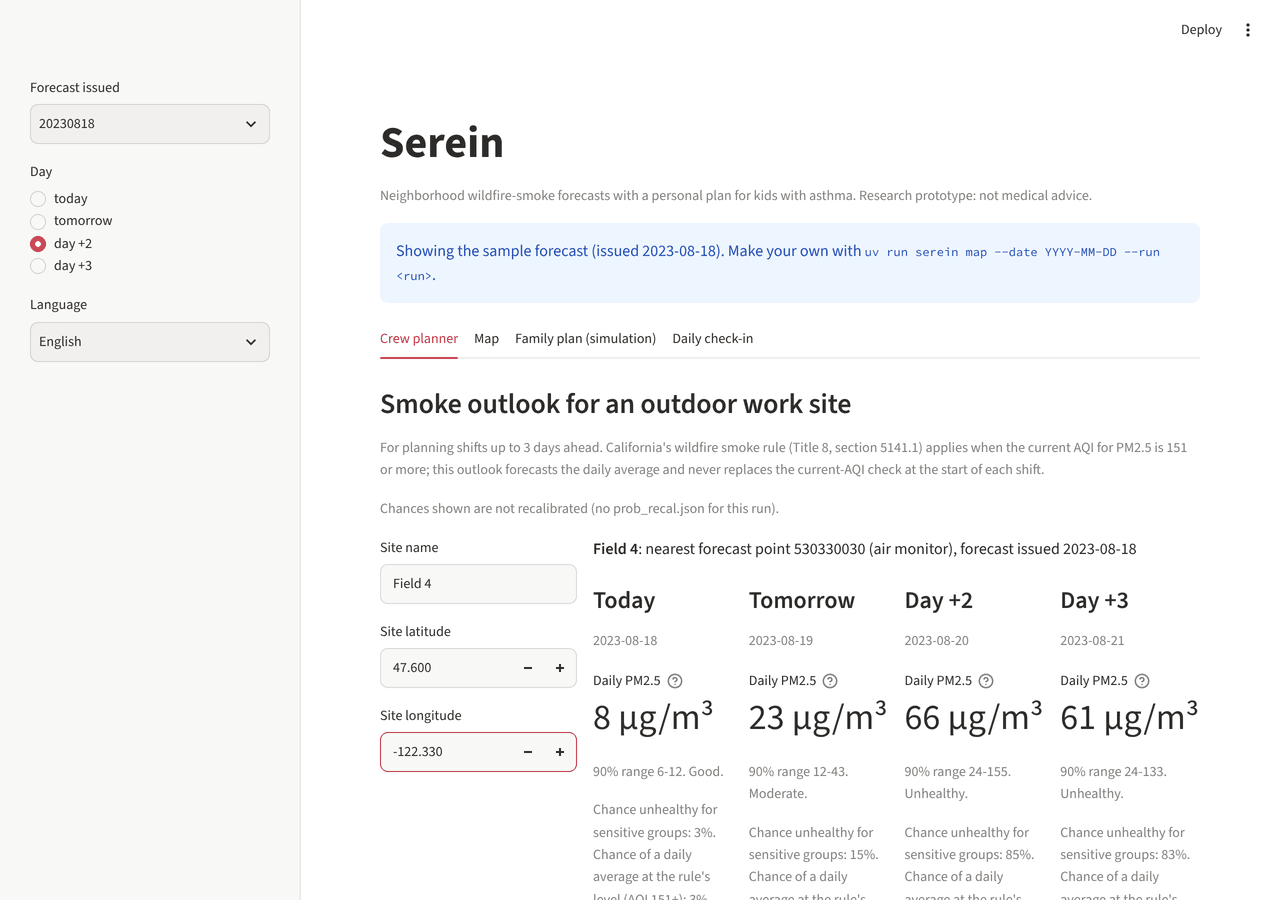 Deploy
Forecast issued
20230818
Day
today
tomorrow
day +2
day +3
Language
English
Serein
Neighborhood wildfire-smoke forecasts with a personal plan for kids with asthma. Research prototype: not medical advice.
Showing the sample forecast (issued 2023-08-18). Make your own with uv run serein map --date YYYY-MM-DD --run
<run>.
Crew planner Map Family plan (simulation) Daily check-in
Smoke outlook for an outdoor work site
For planning shifts up to 3 days ahead. California's wildfire smoke rule (Title 8, section 5141.1) applies when the current AQI for PM2.5 is 151
or more; this outlook forecasts the daily average and never replaces the current-AQI check at the start of each shift.
Chances shown are not recalibrated (no prob_recal.json for this run).
Site name
Field 4
Site latitude
47.600
Site longitude
-122.330
Field 4: nearest forecast point 530330030 (air monitor), forecast issued 2023-08-18
Today
2023-08-18
Daily PM2.5
8 μg/m³
90% range 6-12. Good.
Chance unhealthy for
sensitive groups: 3%.
Chance of a daily
average at the rule's
level (AQI 151+): 3%
Tomorrow
2023-08-19
Daily PM2.5
23 μg/m³
90% range 12-43.
Moderate.
Chance unhealthy for
sensitive groups: 15%.
Chance of a daily
average at the rule's
Day +2
2023-08-20
Daily PM2.5
66 μg/m³
90% range 24-155.
Unhealthy.
Chance unhealthy for
sensitive groups: 85%.
Chance of a daily
average at the rule's
Day +3
2023-08-21
Daily PM2.5
61 μg/m³
90% range 24-133.
Unhealthy.
Chance unhealthy for
sensitive groups: 83%.
Chance of a daily
average at the rule's